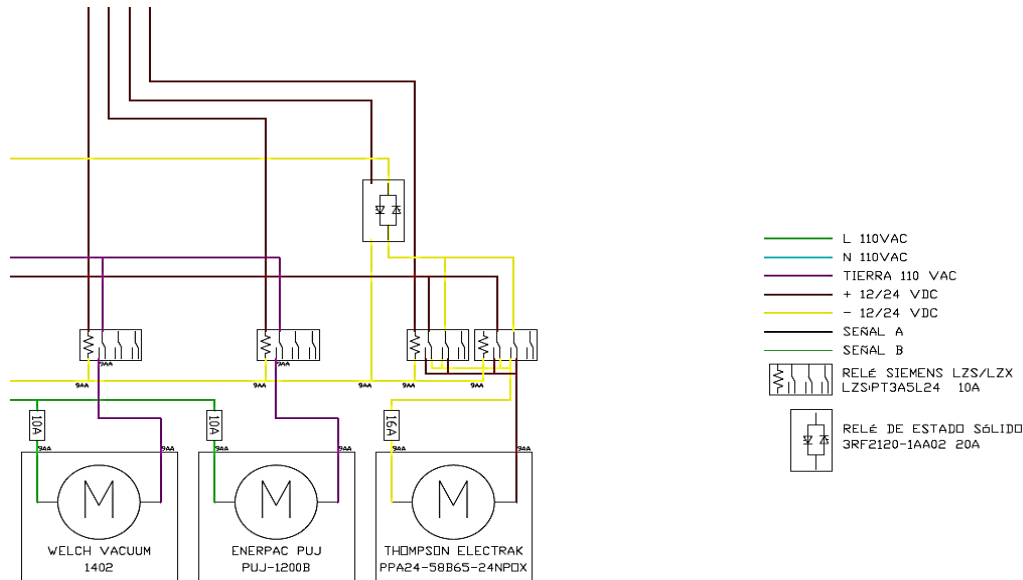 L 110VAC
N 110VAC
TIERRA 110 VAC
+ 12/24 VDC
- 12/24 VDC
SEÑAL A
SEÑAL B
RELé SIEMENS LZS/LZX
LZS:PT3A5L24 10A
RELé DE ESTADO SóLIDO
3RF2120-1AA02 20A
10A
10A
16A
M
M
M
WELCH VACUUM
1402
ENERPAC PUJ
PUJ-1200B
THOMPSON ELECTRAK
PPA24-58B65-24NPOX